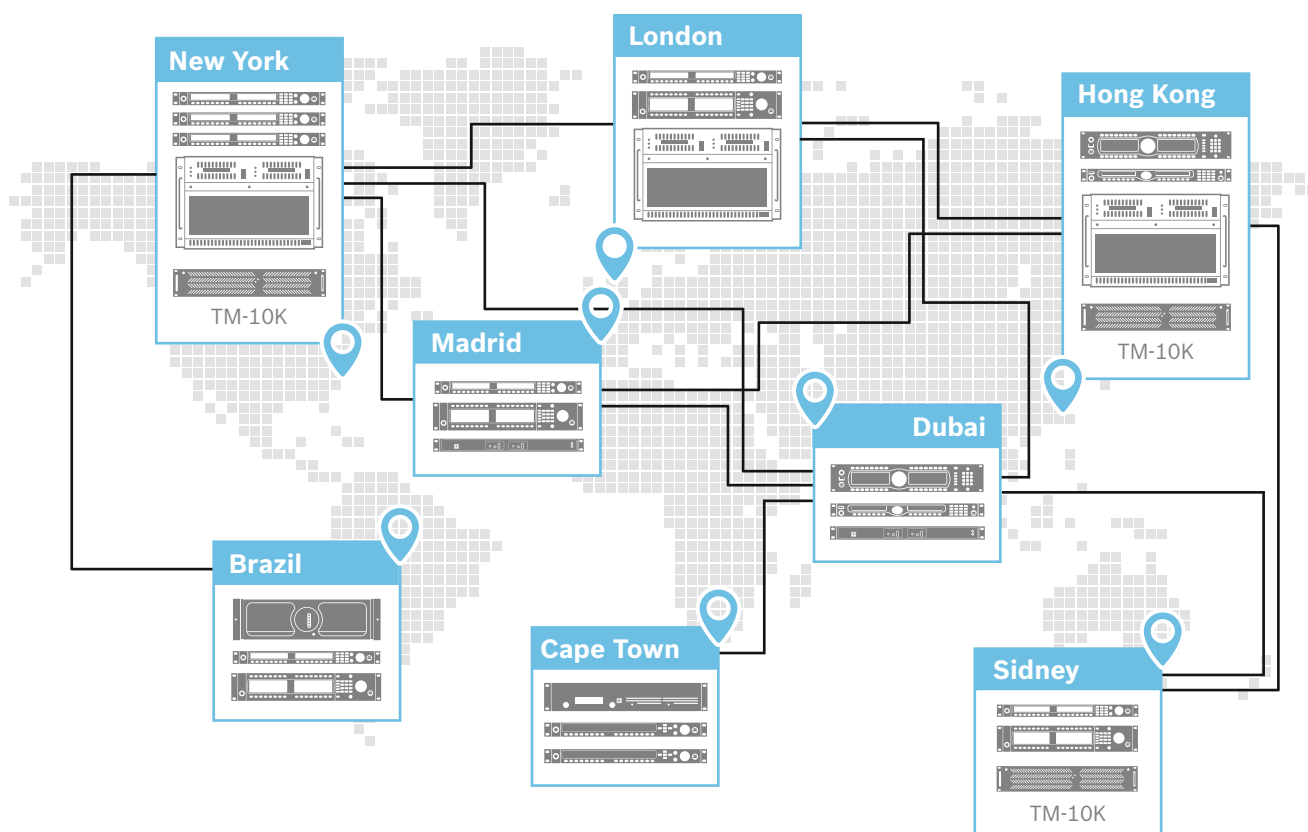 New York
TM-10K
London
Hong Kong
TM-10K
Madrid
Dubai
Brazil
Cape Town
Sidney
TM-10K